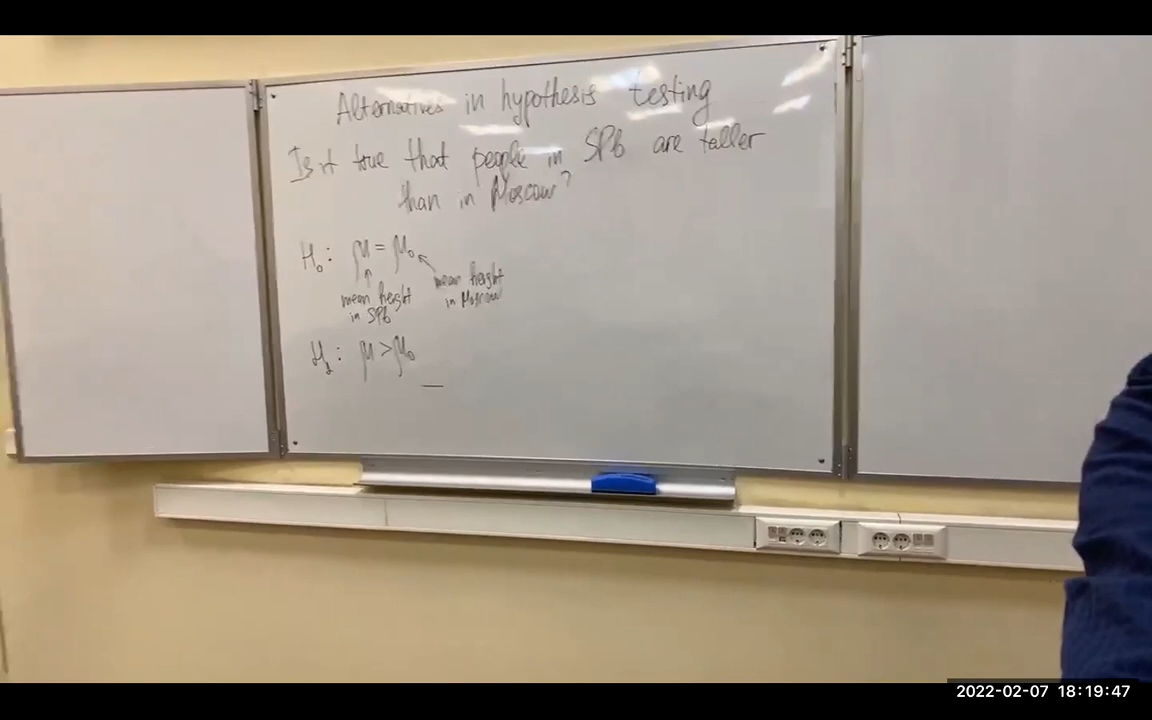 Alternatives in hypothesis testing
Is it true that people in SPb are taller
than in Moscow?
H₀: μ = μ₀
mean height
in SPb
mean height
in Moscow
H₁: μ > μ₀
2022-02-07 18:19:47